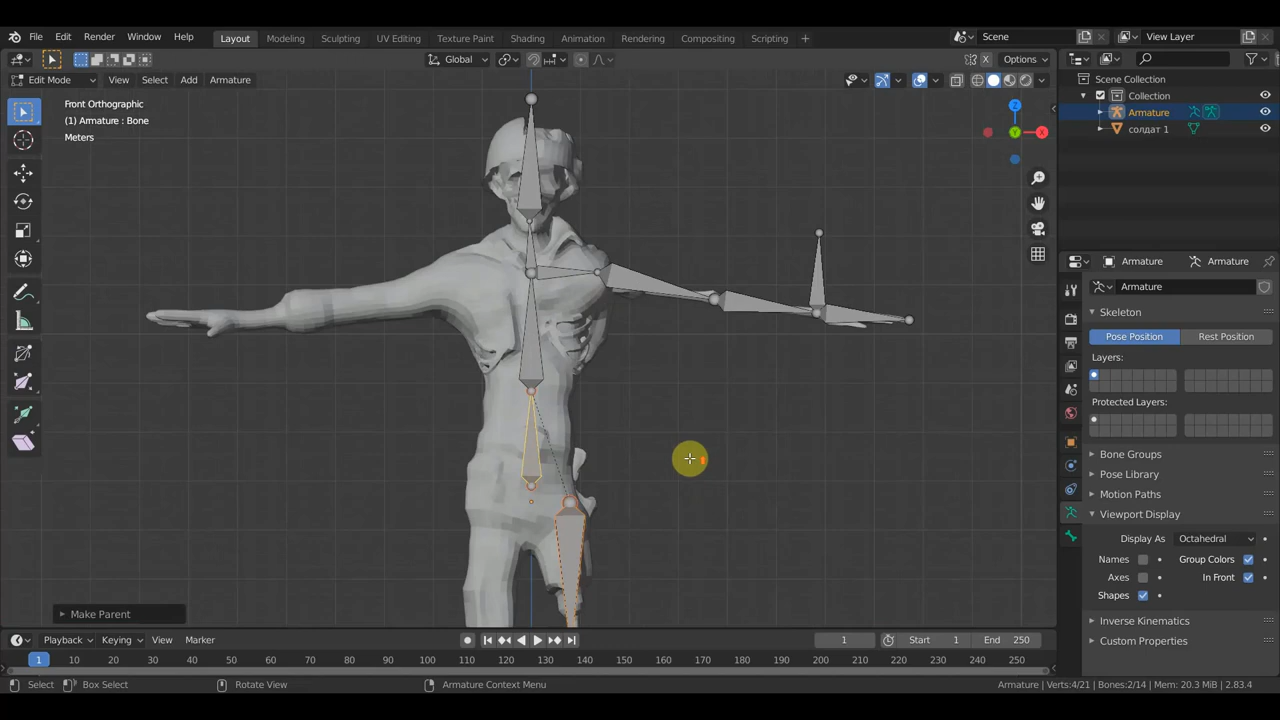 File Edit Render Window Help Layout Modeling Sculpting UV Editing Texture Paint Shading Animation Rendering Compositing Scripting Scene View Layer
Global X Options
Edit Mode View Select Add Armature
Front Orthographic
(1) Armature : Bone
Meters
X
Y
Z
Scene Collection
Collection
Armature
солдат 1
Armature Armature
Armature
Skeleton
Pose Position Rest Position
Layers:
Protected Layers:
Bone Groups
Pose Library
Motion Paths
Viewport Display
Display As Octahedral
Names Group Colors
Axes In Front
Shapes
Inverse Kinematics
Custom Properties
Make Parent
Playback Keying View Marker 1 Start 1 End 250
1 10 20 30 40 50 60 70 80 90 100 110 120 130 140 150 160 170 180 190 200 210 220 230 240 250
Select Box Select Rotate View Armature Context Menu Armature | Verts:4/21 | Bones:2/14 | Mem: 20.3 MiB | 2.83.4